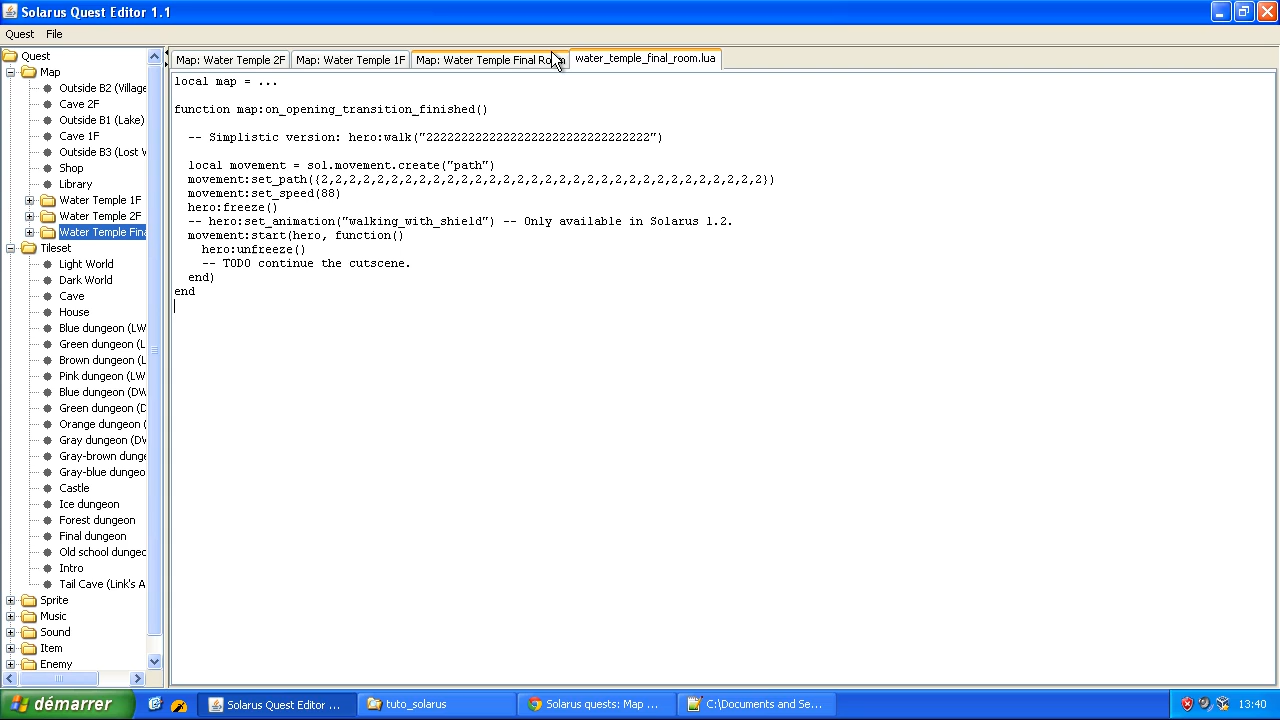 Solarus Quest Editor 1.1
Quest File
Quest
Map
Outside B2 (Village
Cave 2F
Outside B1 (Lake)
Cave 1F
Outside B3 (Lost W
Shop
Library
Water Temple 1F
Water Temple 2F
Water Temple Fina
Tileset
Light World
Dark World
Cave
House
Blue dungeon (LW
Green dungeon (L
Brown dungeon (L
Pink dungeon (LW
Blue dungeon (DW
Green dungeon (D
Orange dungeon (
Gray dungeon (DV
Gray-brown dunge
Gray-blue dungeo
Castle
Ice dungeon
Forest dungeon
Final dungeon
Old school dungec
Intro
Tail Cave (Link's A
Sprite
Music
Sound
Item
Enemy
Map: Water Temple 2F
Map: Water Temple 1F
Map: Water Temple Final Room
water_temple_final_room.lua
local map = ...
function map:on_opening_transition_finished()
-- Simplistic version: hero:walk("22222222222222222222222222222222")
local movement = sol.movement.create("path")
movement:set_path({2,2,2,2,2,2,2,2,2,2,2,2,2,2,2,2,2,2,2,2,2,2,2,2,2,2,2,2,2,2,2,2})
movement:set_speed(88)
hero:freeze()
-- hero:set_animation("walking_with_shield") -- Only available in Solarus 1.2.
movement:start(hero, function()
hero:unfreeze()
-- TODO continue the cutscene.
end)
end
démarrer
Solarus Quest Editor ...
tuto_solarus
Solarus quests: Map ...
C:\Documents and Se...
13:40